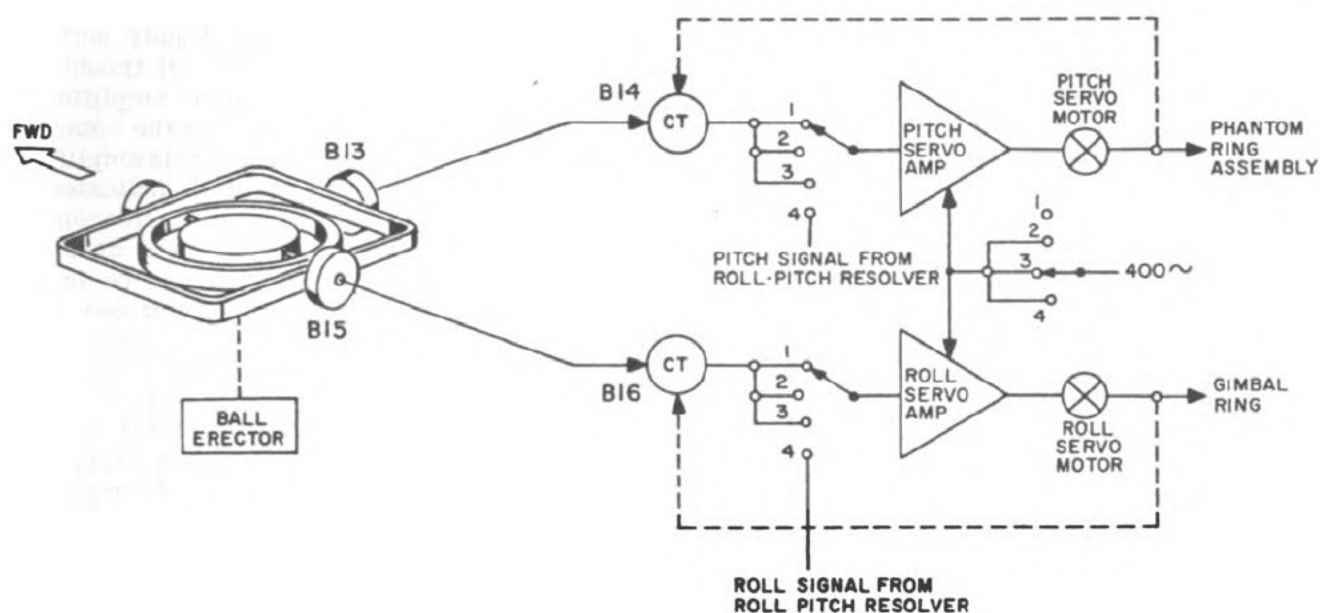 B14
PITCH
SERVO
MOTOR
FWD
CT
1
2
3
4
PITCH
SERVO
AMP
PHANTOM
RING
ASSEMBLY
B13
PITCH SIGNAL FROM
ROLL-PITCH RESOLVER
1
2
3
4
400~
B15
CT
B16
1
2
3
4
ROLL
SERVO
AMP
GIMBAL
RING
ROLL
SERVO
MOTOR
BALL
ERECTOR
ROLL SIGNAL FROM
ROLL PITCH RESOLVER